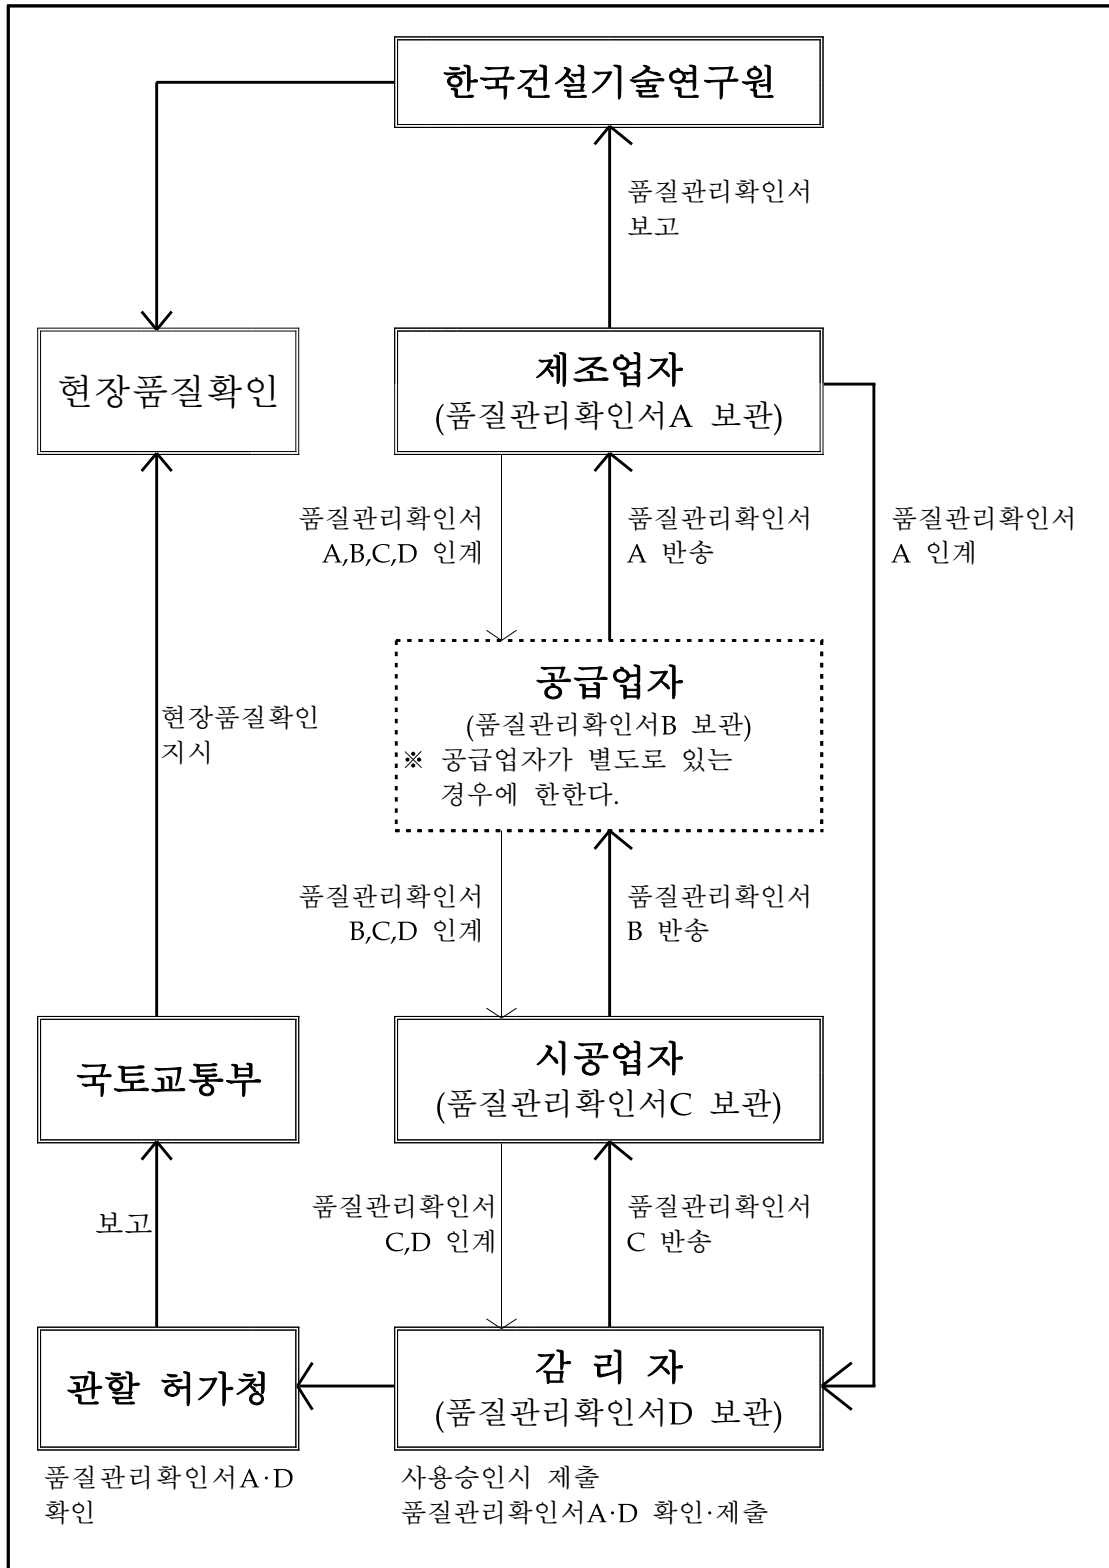 한국건설기술연구원
품질관리확인서
보고
현장품질확인
제조업자
(품질관리확인서A 보관)
품질관리확인서
A,B,C,D 인계
품질관리확인서
A 반송
품질관리확인서
A 인계
공급업자
(품질관리확인서B 보관)
※ 공급업자가 별도로 있는
경우에 한한다.
현장품질확인
지시
품질관리확인서
B,C,D 인계
품질관리확인서
B 반송
국토교통부
시공업자
(품질관리확인서C 보관)
보고
품질관리확인서
C,D 인계
품질관리확인서
C 반송
관할 허가청
감 리 자
(품질관리확인서D 보관)
품질관리확인서A·D
확인
사용승인시 제출
품질관리확인서A·D 확인·제출